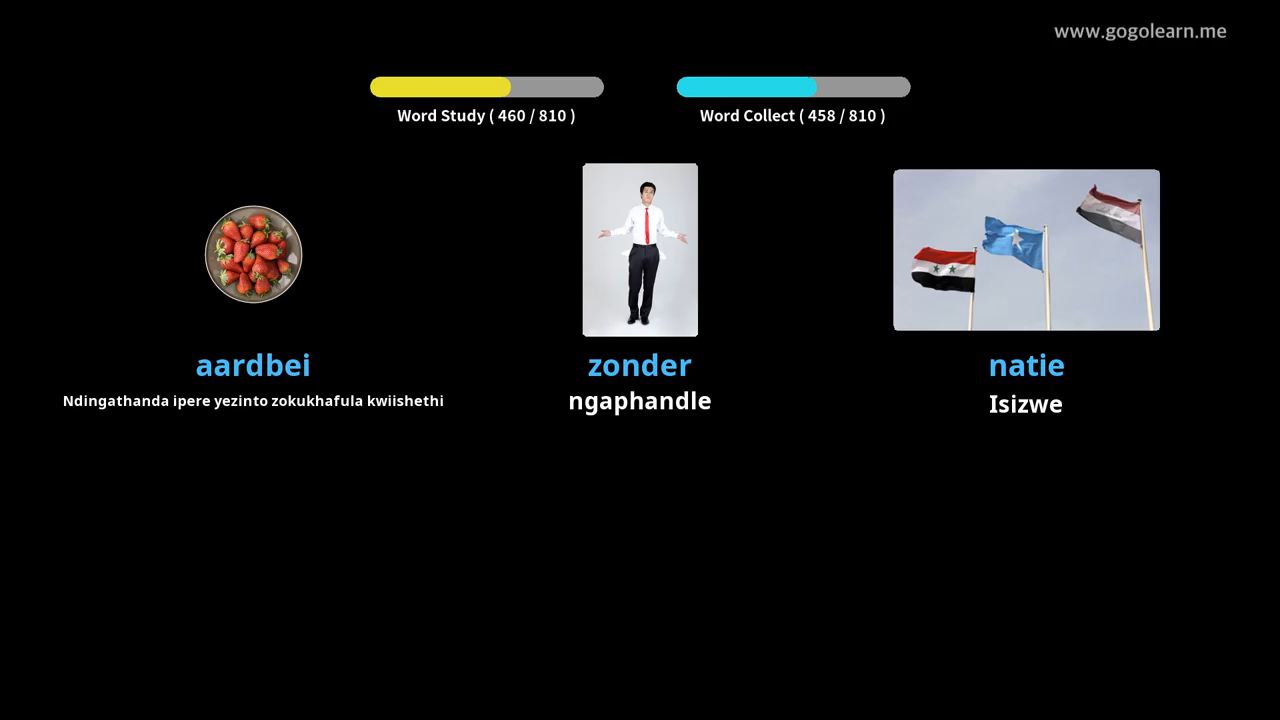 www.gogolearn.me
Word Study ( 460 / 810 )
Word Collect ( 458 / 810 )
aardbei
zonder
natie
Ndingathanda ipere yezinto zokukhafula kwiishethi
ngaphandle
Isizwe